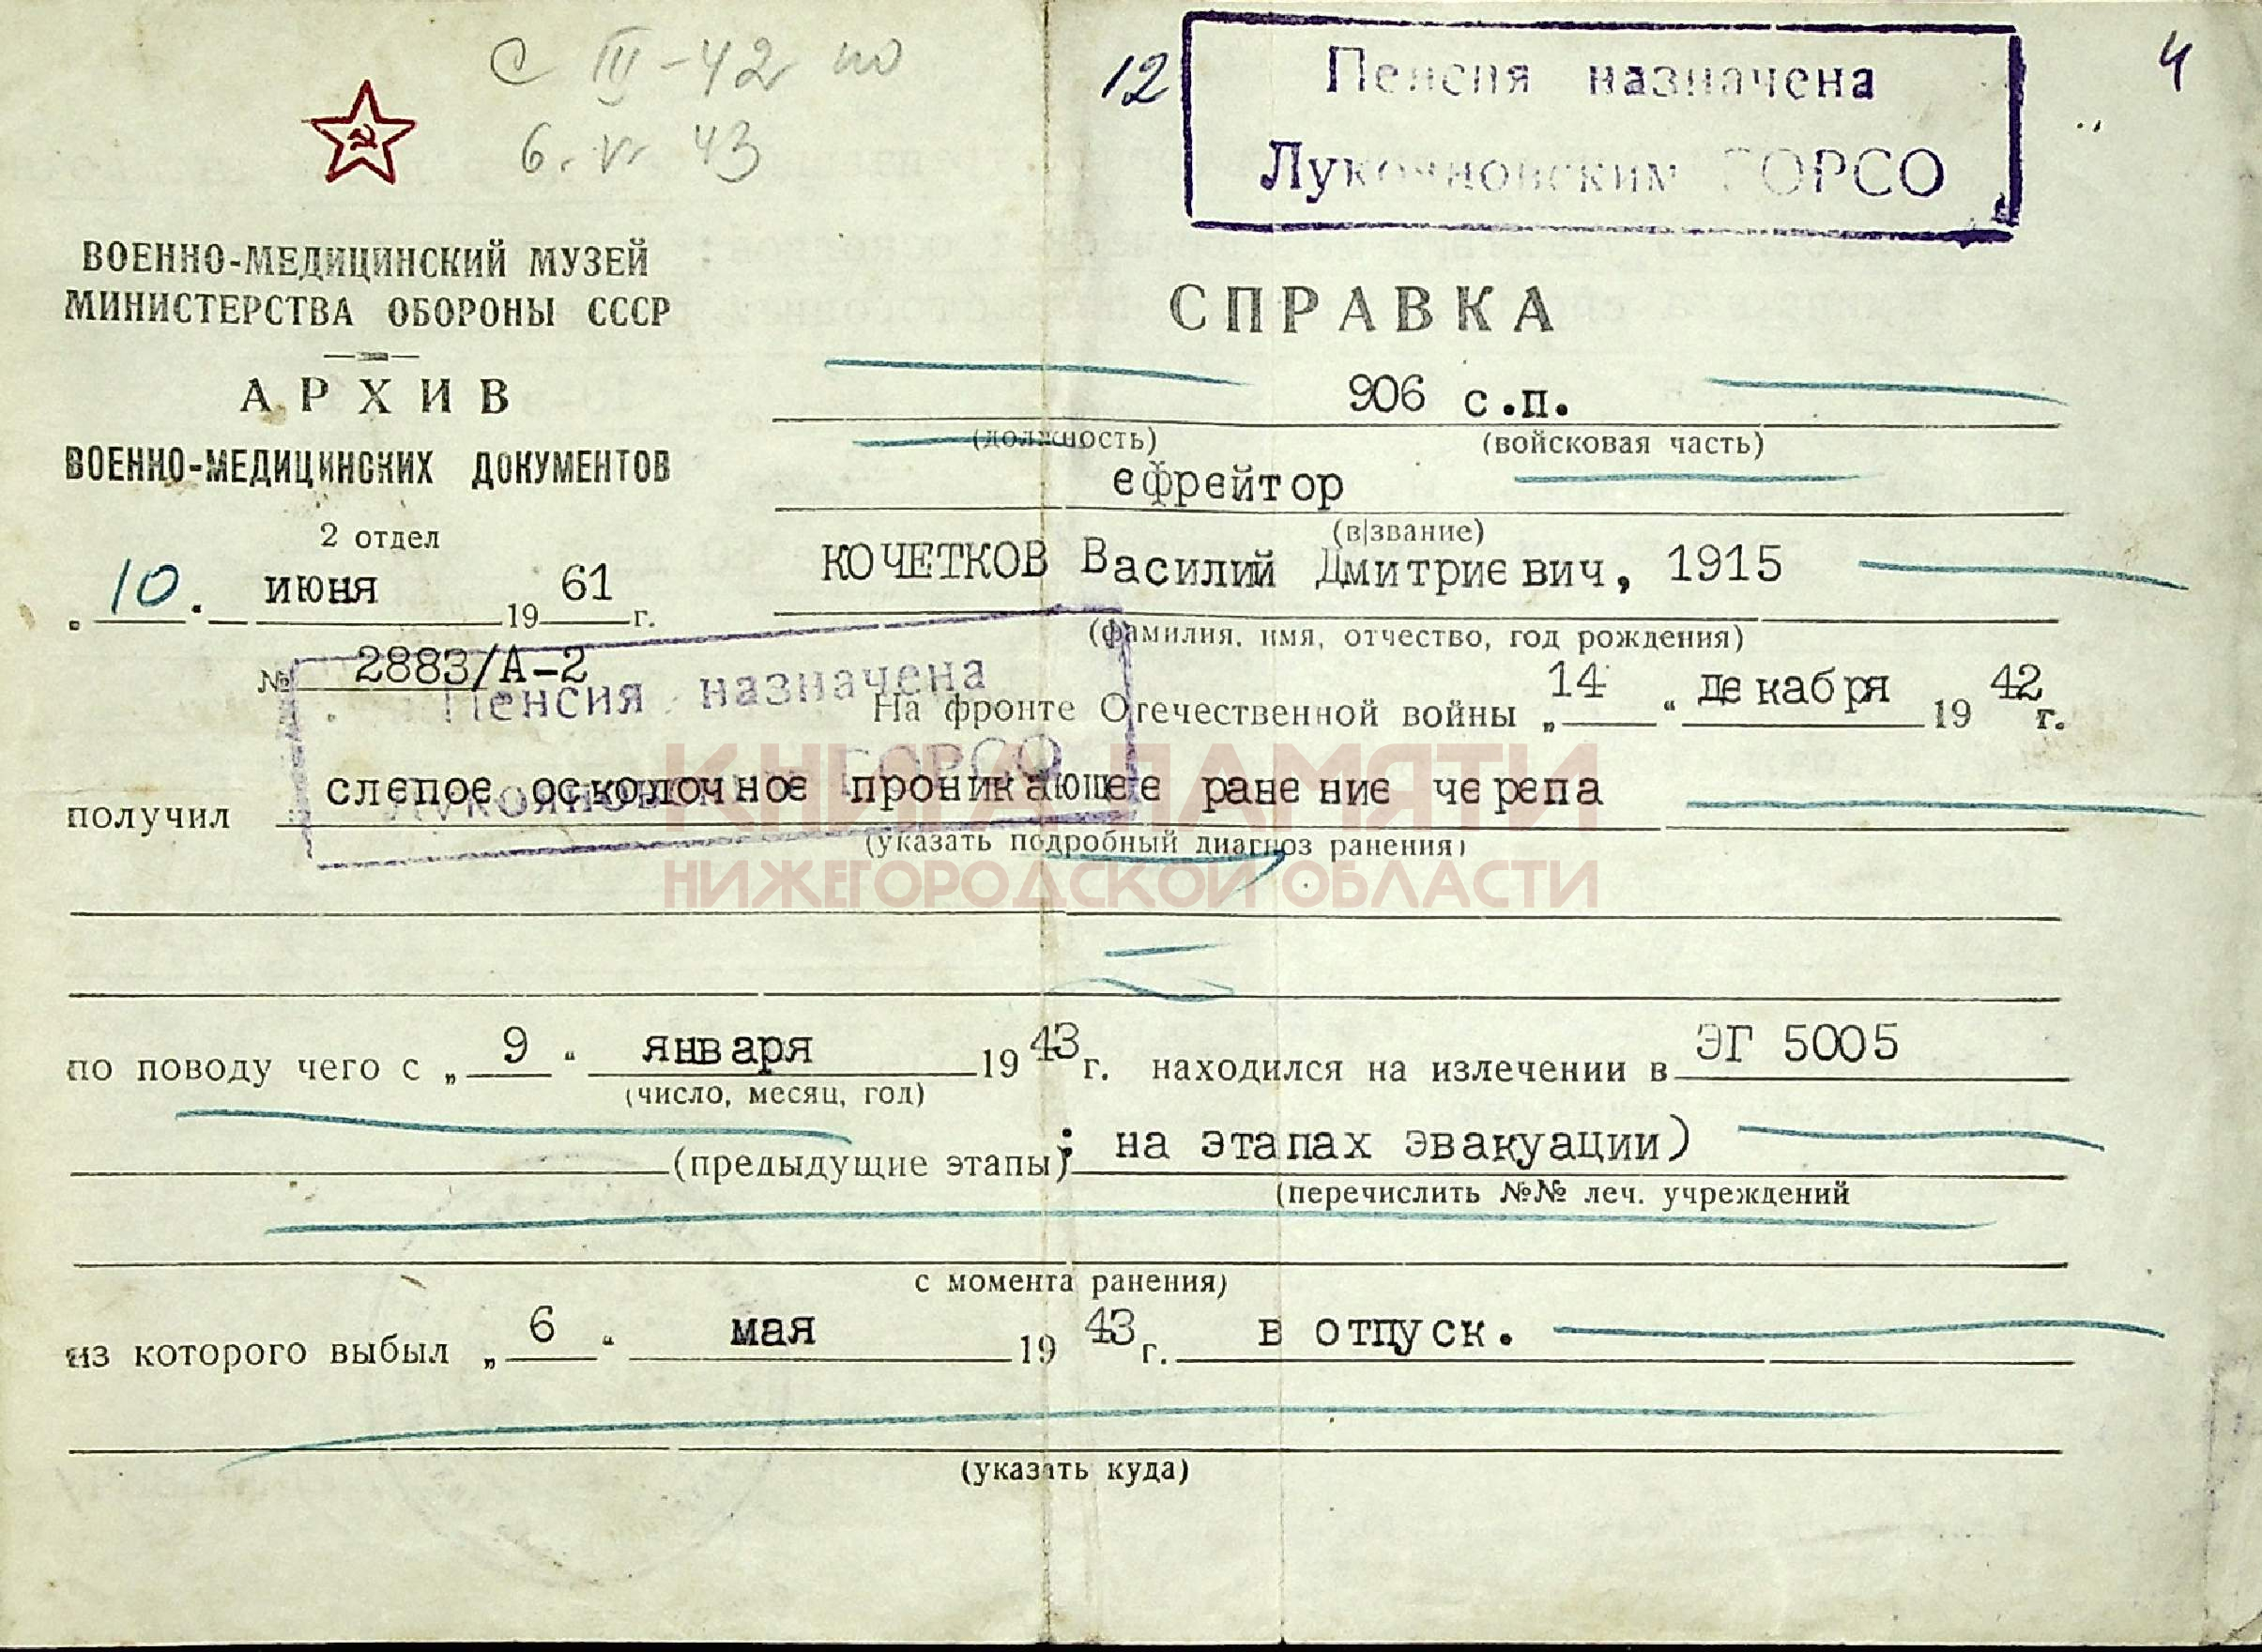 с III-42 по
6. V. 43
12
4
Пенсия назначена
Лукояновским ГОРСО
ВОЕННО-МЕДИЦИНСКИЙ МУЗЕЙ
МИНИСТЕРСТВА ОБОРОНЫ СССР
АРХИВ
ВОЕННО-МЕДИЦИНСКИХ ДОКУМЕНТОВ
2 отдел
„10." июня 1961 г.
№ 2883/А-2
СПРАВКА
906 с.п.
(должность) (войсковая часть)
ефрейтор
(в|звание)
КОЧЕТКОВ Василий Дмитриевич, 1915
(фамилия, имя, отчество, год рождения)
Пенсия назначена
Лукояновским ГОРСО
На фронте Отечественной войны „14" декабря 1942 г.
получил слепое осколочное проникающее ранение черепа
(указать подробный диагноз ранения)
КНИГА ПАМЯТИ
НИЖЕГОРОДСКОЙ ОБЛАСТИ
по поводу чего с „9" января 1943 г. находился на излечении в ЭГ 5005
(число, месяц, год)
(предыдущие этапы); на этапах эвакуации)
(перечислить №№ леч. учреждений
с момента ранения)
из которого выбыл „6" мая 1943 г. в отпуск.
(указать куда)